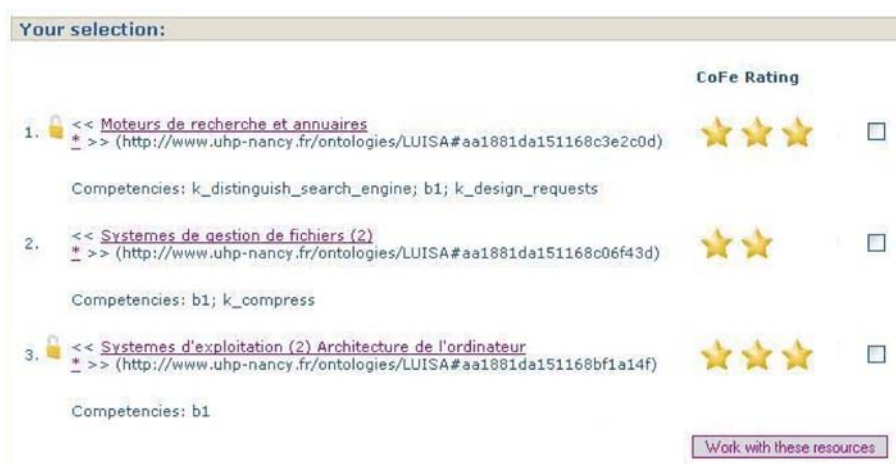 Your selection:
CoFe Rating
1. << Moteurs de recherche et annuaires
* >> (http://www.uhp-nancy.fr/ontologies/LUISA#aa1881da151168c3e2c0d)
Competencies: k_distinguish_search_engine; b1; k_design_requests
2. << Systemes de gestion de fichiers (2)
* >> (http://www.uhp-nancy.fr/ontologies/LUISA#aa1881da151168c06f43d)
Competencies: b1; k_compress
3. << Systemes d'exploitation (2) Architecture de l'ordinateur
* >> (http://www.uhp-nancy.fr/ontologies/LUISA#aa1881da151168bf1a14f)
Competencies: b1
Work with these resources